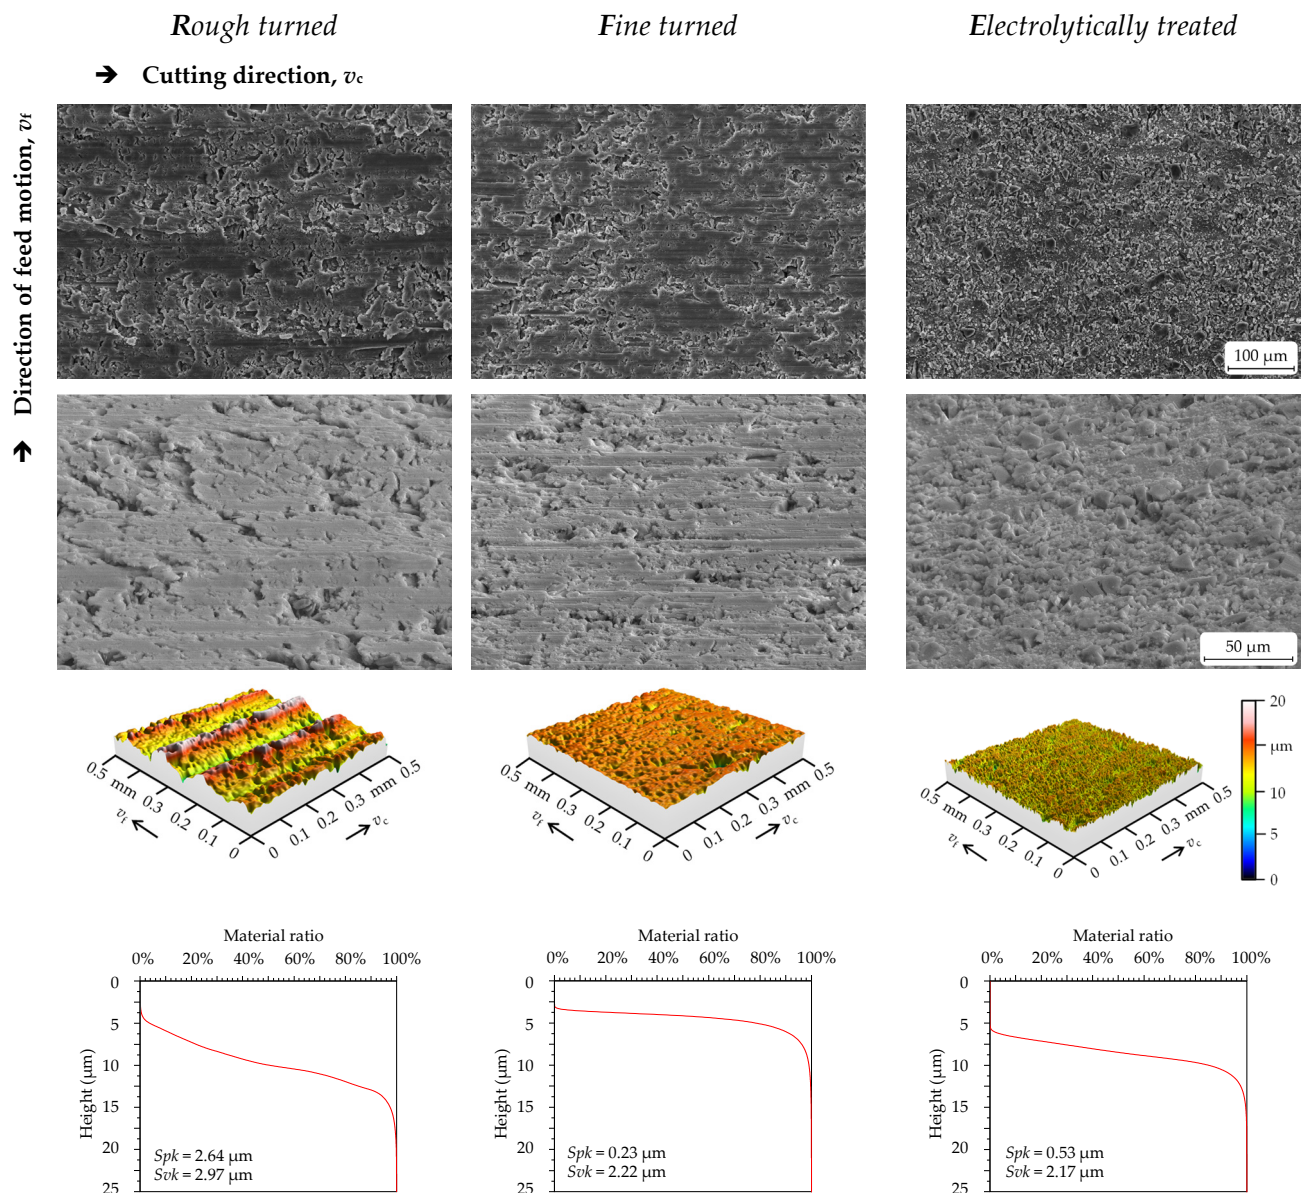 Rough turned
Fine turned
Electrolytically treated
➔ Cutting direction, vc
➔ Direction of feed motion, vf
100 µm
50 µm
0.5 mm 0.3 0.2 0.1 0
0 0.1 0.2 0.3 mm 0.5
vf
vc
0.5 mm 0.3 0.2 0.1 0
0 0.1 0.2 0.3 mm 0.5
vf
vc
0.5 mm 0.3 0.2 0.1 0
0 0.1 0.2 0.3 mm 0.5
vf
vc
20
µm
10
5
0
Material ratio
0% 20% 40% 60% 80% 100%
Height (µm)
0
5
10
15
20
25
Spk = 2.64 µm
Svk = 2.97 µm
Material ratio
0% 20% 40% 60% 80% 100%
Height (µm)
0
5
10
15
20
25
Spk = 0.23 µm
Svk = 2.22 µm
Material ratio
0% 20% 40% 60% 80% 100%
Height (µm)
0
5
10
15
20
25
Spk = 0.53 µm
Svk = 2.17 µm